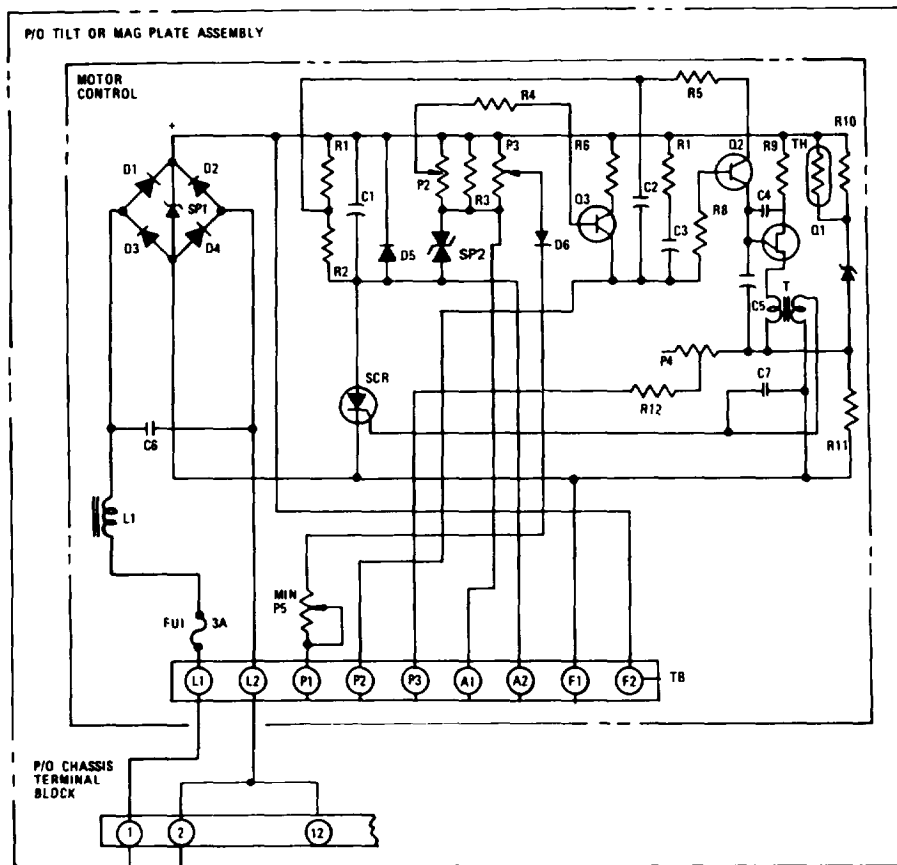 P/O TILT OR MAG PLATE ASSEMBLY
MOTOR
CONTROL
R5
R4
+
R1
P3
R6
R1
Q2
R9
TH
R10
D1
D2
SP1
C1
P2
R3
Q3
C2
R8
C4
Q1
D3
D4
R2
D5
SP2
D6
C3
C5
T
P4
SCR
R12
C7
C6
R11
L1
MIN
P5
FU1 3A
L1
L2
P1
P2
P3
A1
A2
F1
F2
TB
P/O CHASSIS
TERMINAL
BLOCK
1
2
12